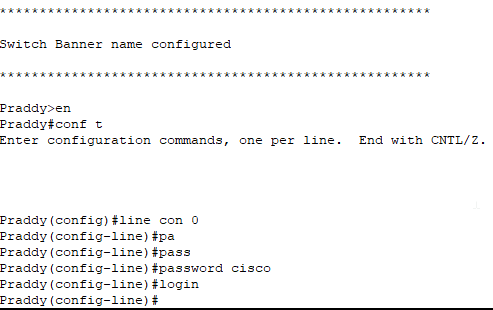 ******************************************************
Switch Banner name configured
******************************************************
Praddy>en
Praddy#conf t
Enter configuration commands, one per line.  End with CNTL/Z.
Praddy(config)#line con 0
Praddy(config-line)#pa
Praddy(config-line)#pass
Praddy(config-line)#password cisco
Praddy(config-line)#login
Praddy(config-line)#